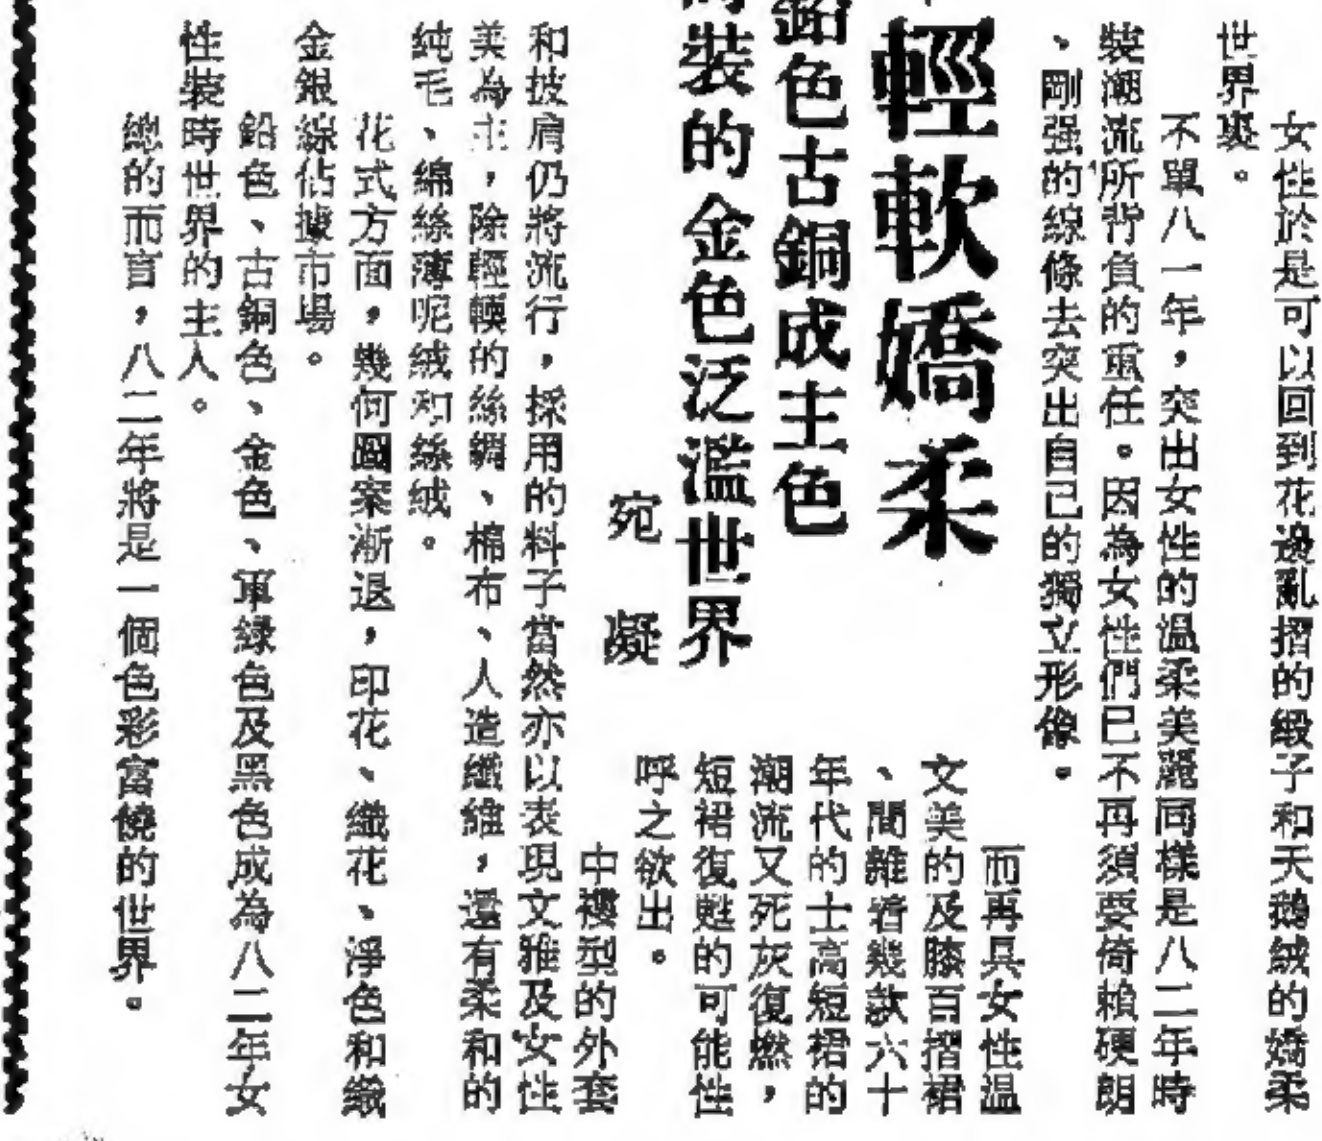 女性於是可以回到花邊亂摺的緞子和天鵝絨的嬌柔
世界裏。
不單八一年，突出女性的溫柔美麗同樣是八二年時
裝潮流所背負的重任。因為女性們已不再須要倚賴硬朗
、剛强的線條去突出自己的獨立形像。
輕軟嬌柔
鉛色古銅成主色
裝的金色泛濫世界
宛凝
而再具女性溫
文美的及膝百摺裙
、間雜着幾款六十
年代的士高短裙的
潮流又死灰復燃，
短裙復甦的可能性
呼之欲出。
中褸型的外套
和披肩仍將流行，採用的料子當然亦以表現文雅及女性
美為主，除輕輭的絲綢、棉布、人造纖維，還有柔和的
純毛、綿絲薄呢絨和絲絨。
花式方面，幾何圖案漸退，印花、織花、淨色和織
金銀線佔據市場。
鉛色、古銅色、金色、軍綠色及黑色成為八二年女
性裝時世界的主人。
總的而言，八二年將是一個色彩富饒的世界。